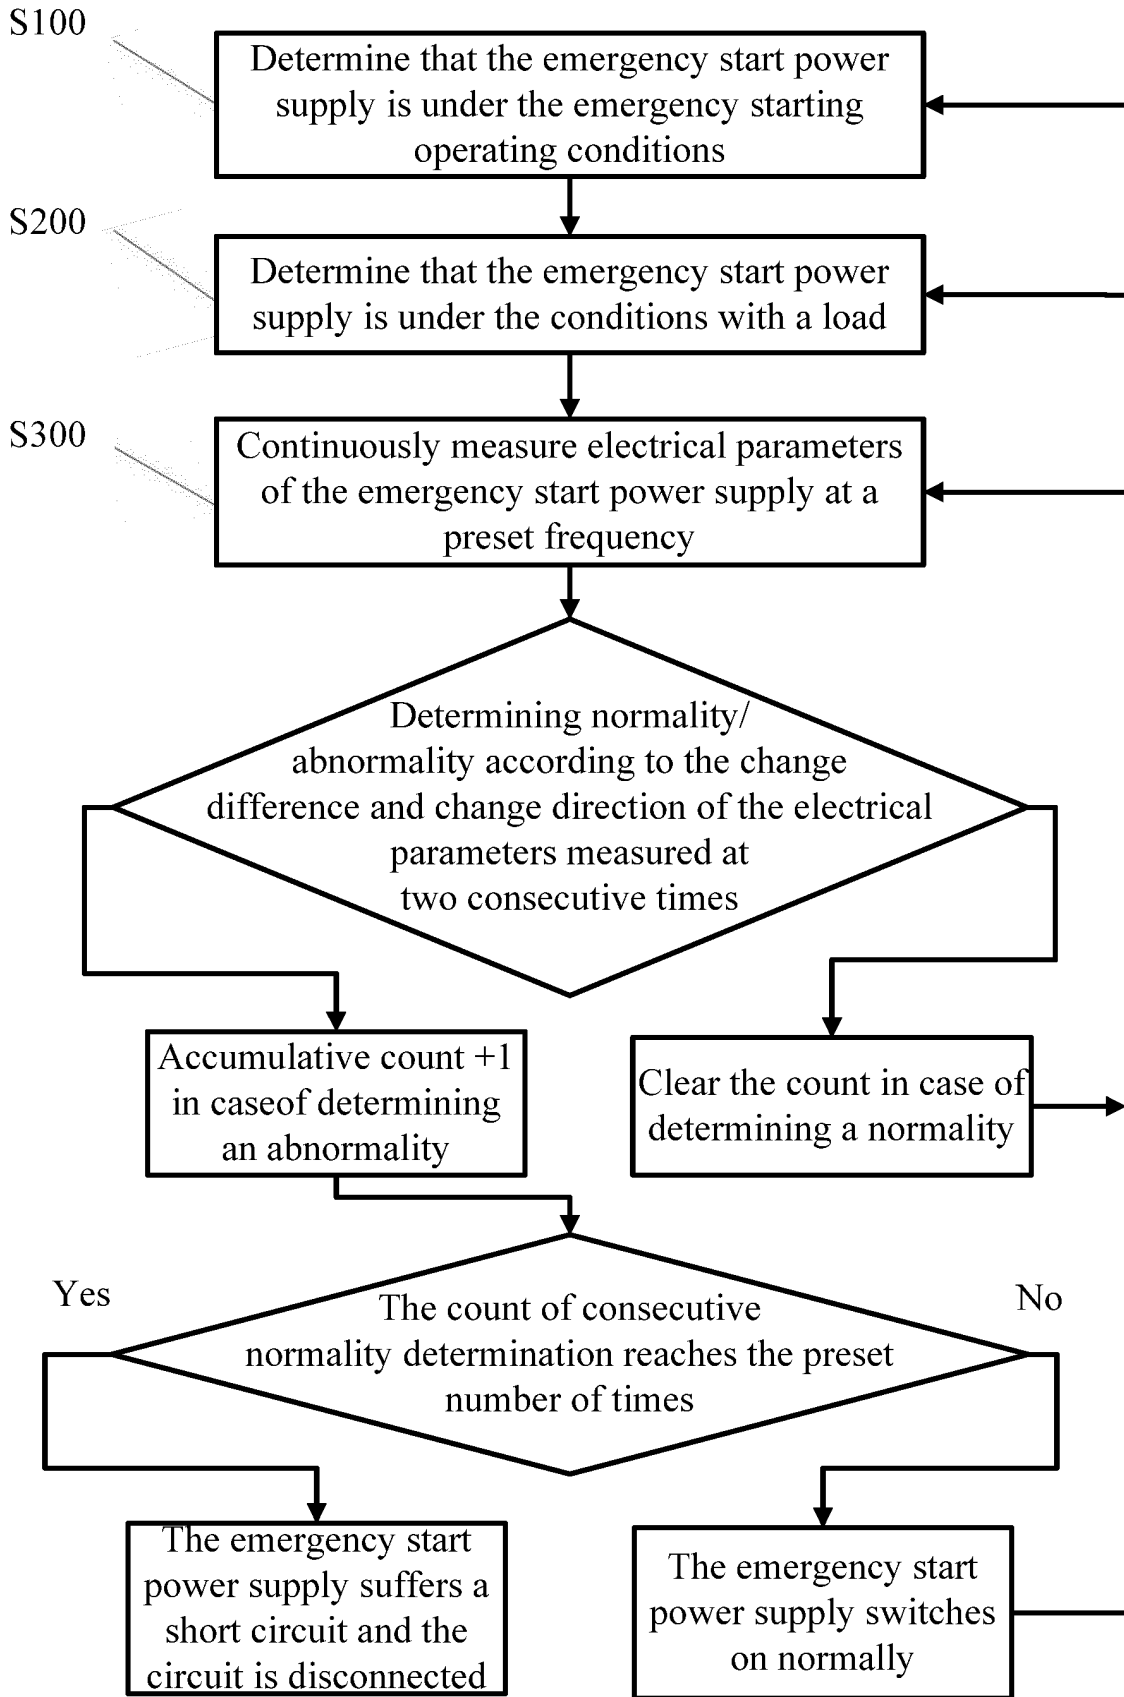 S100
Determine that the emergency start power
supply is under the emergency starting
operating conditions
S200
Determine that the emergency start power
supply is under the conditions with a load
S300
Continuously measure electrical parameters
of the emergency start power supply at a
preset frequency
Determining normality/
abnormality according to the change
difference and change direction of the electrical
parameters measured at
two consecutive times
Accumulative count +1
in caseof determining
an abnormality
Clear the count in case of
determining a normality
Yes
No
The count of consecutive
normality determination reaches the preset
number of times
The emergency start
power supply suffers a
short circuit and the
circuit is disconnected
The emergency start
power supply switches
on normally